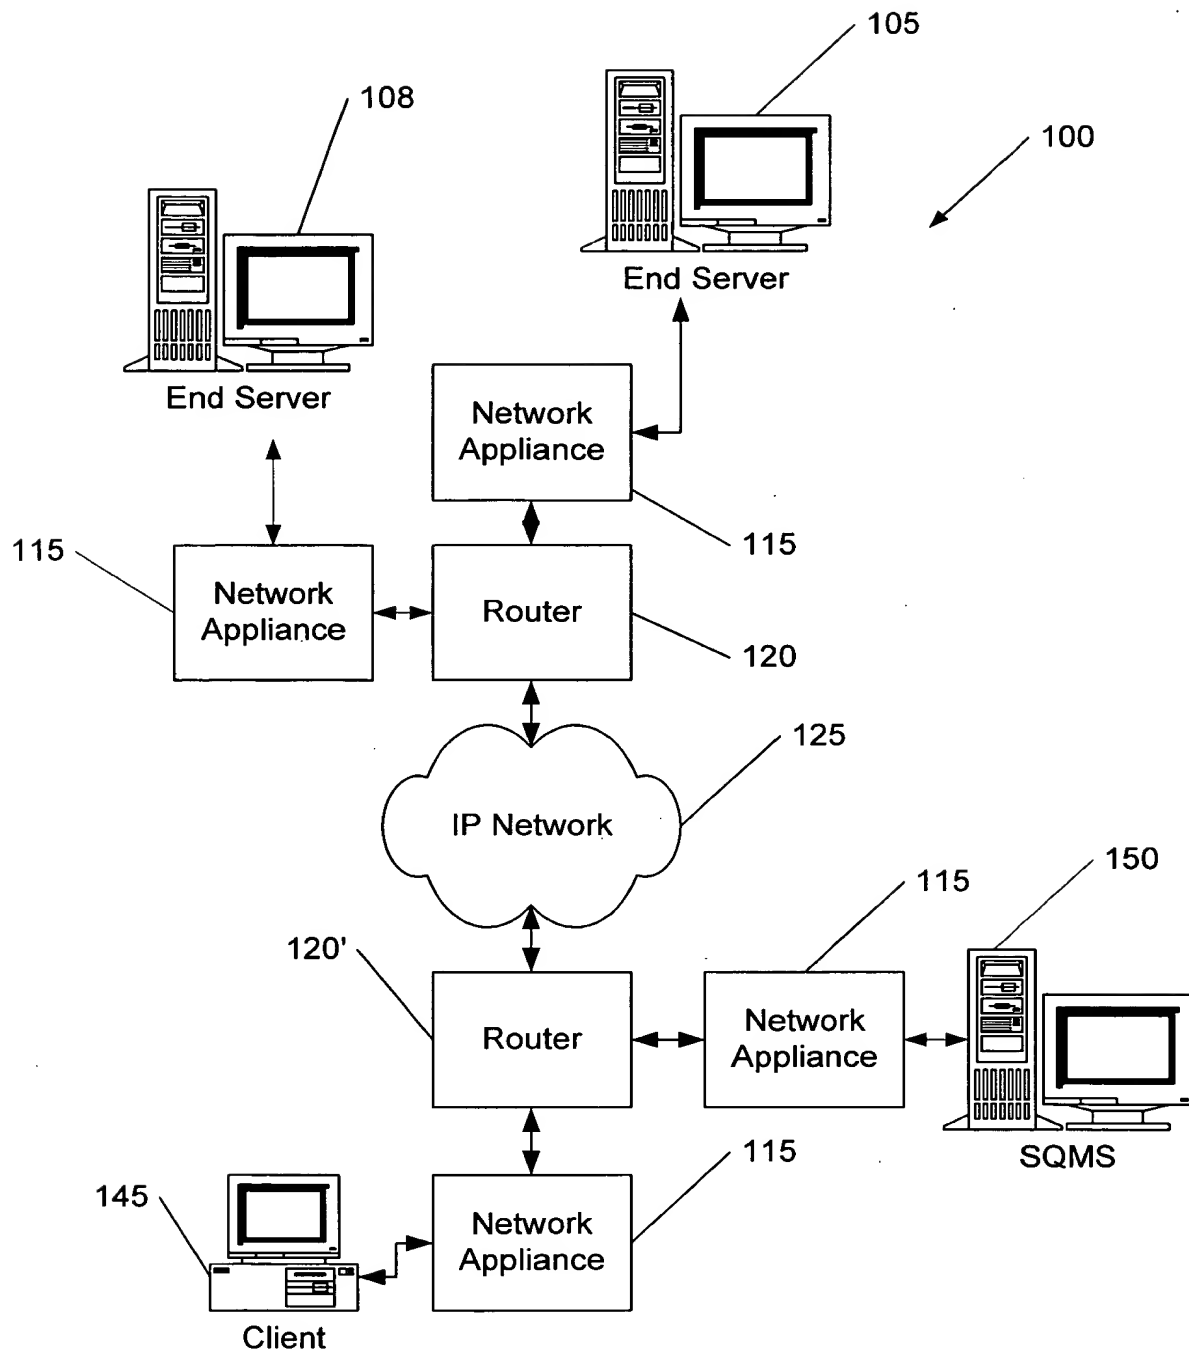 105
108
100
End Server
End Server
Network
Appliance
115
115
Network
Appliance
Router
120
125
IP Network
150
115
120'
Router
Network
Appliance
SQMS
115
145
Network
Appliance
Client